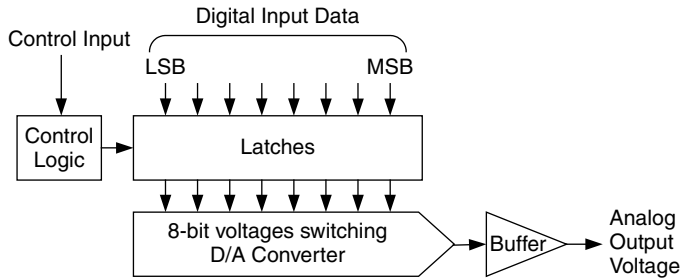 Digital Input Data
Control Input
LSB
MSB
Control
Logic
Latches
8-bit voltages switching
D/A Converter
Buffer
Analog
Output
Voltage